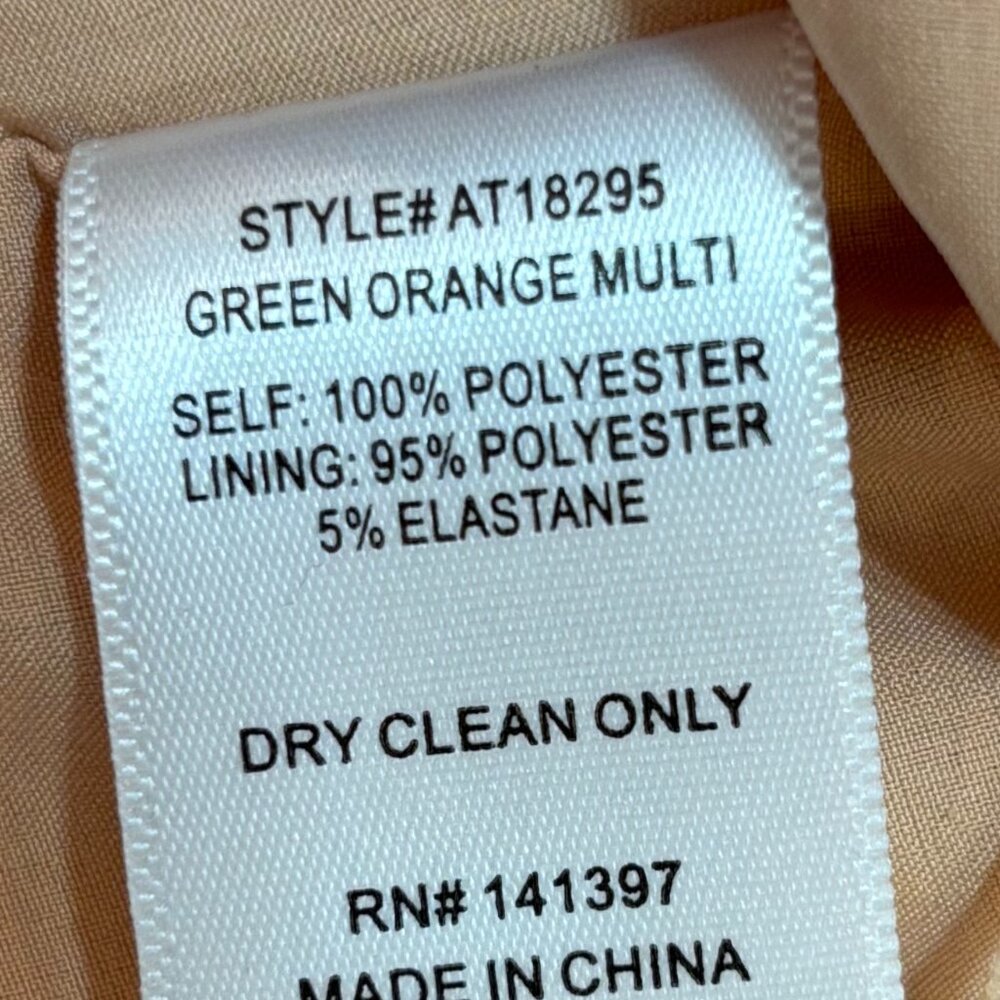 STYLE# AT18295
GREEN ORANGE MULTI
SELF: 100% POLYESTER
LINING: 95% POLYESTER
5% ELASTANE
DRY CLEAN ONLY
RN# 141397
MADE IN CHINA